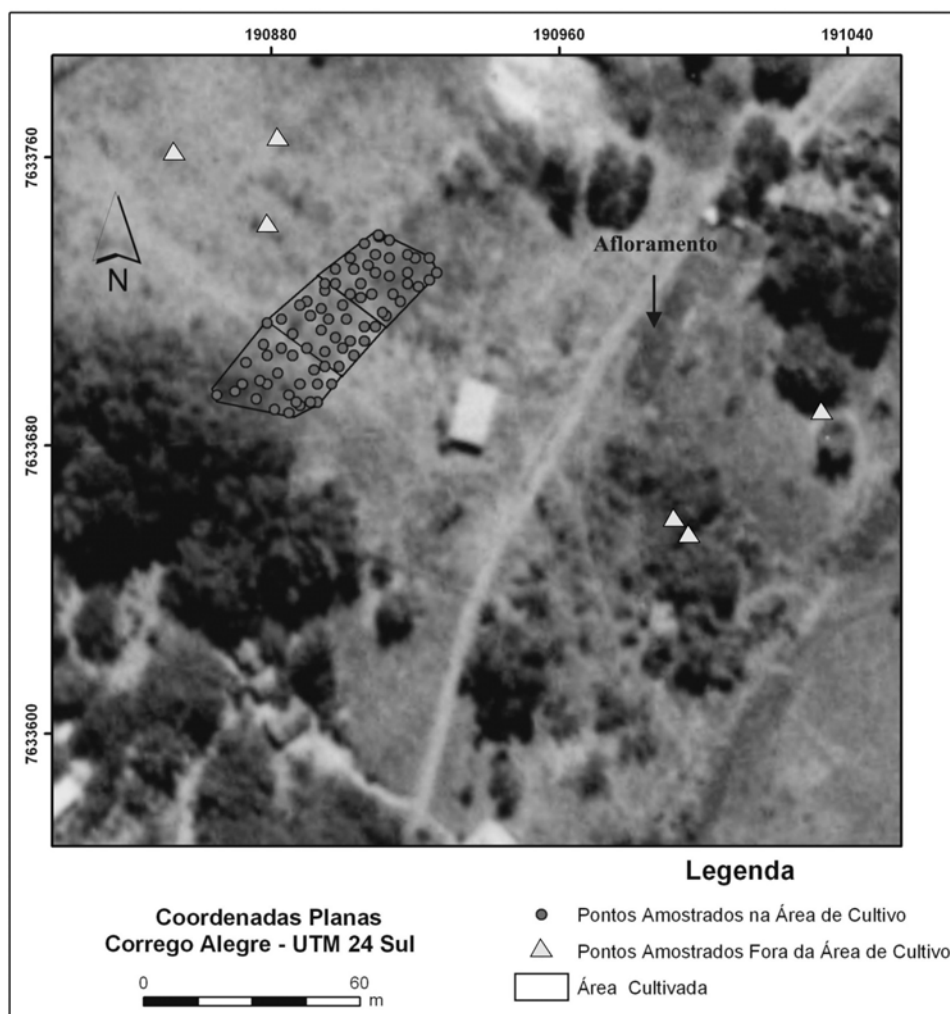 190880 190960 191040
7633760
7633680
7633600
Afloramento
N
Legenda
Coordenadas Planas
Corrego Alegre - UTM 24 Sul
0 60
m
Pontos Amostrados na Área de Cultivo
Pontos Amostrados Fora da Área de Cultivo
Área Cultivada